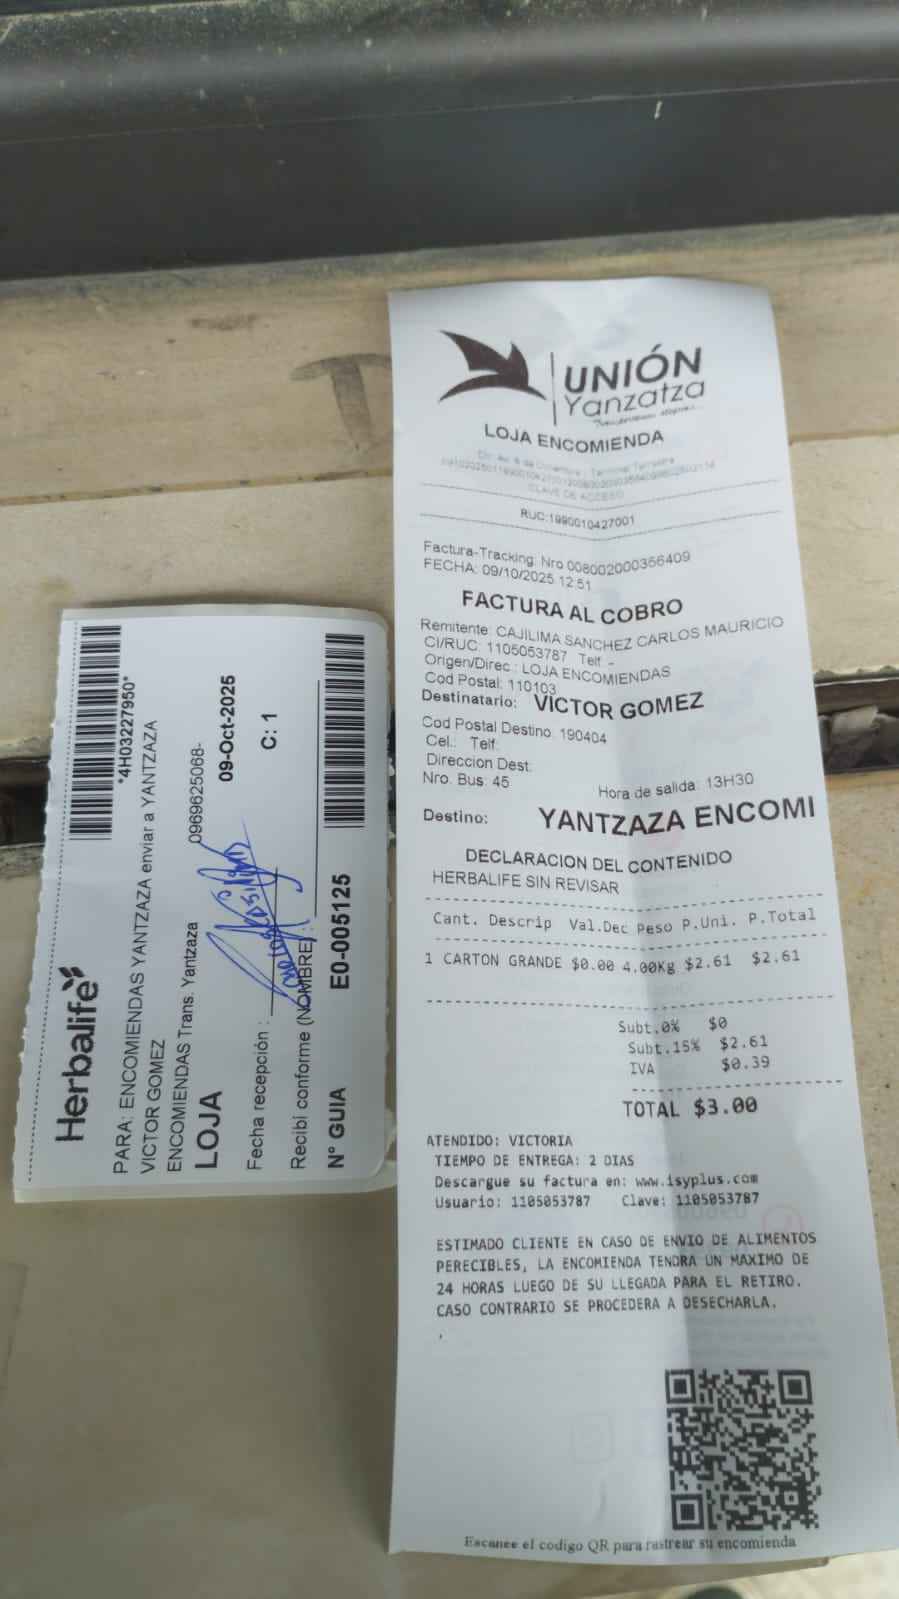 Herbalife
*4H03227950*
PARA: ENCOMIENDAS YANTZAZA enviar a YANTZAZA
VICTOR GOMEZ
0969625068-
ENCOMIENDAS Trans. Yantzaza
LOJA
09-Oct-2025
Fecha recepción :
C: 1
Recibi conforme (NOMBRE) :
N° GUIA E0-005125
UNIÓN
Yanzatza
LOJA ENCOMIENDA
CLAVE DE ACCESO
RUC:1990010427001
Factura-Tracking: Nro 008002000356409
FECHA: 09/10/2025 12:51
FACTURA AL COBRO
Remitente: CAJILIMA SANCHEZ CARLOS MAURICIO
CI/RUC: 1105053787 Telf: -
Origen/Direc.: LOJA ENCOMIENDAS
Cod Postal: 110103
Destinatario: VICTOR GOMEZ
Cod Postal Destino: 190404
Cel.: Telf:
Direccion Dest:
Nro. Bus: 45 Hora de salida: 13H30
Destino: YANTZAZA ENCOMI
DECLARACION DEL CONTENIDO
HERBALIFE SIN REVISAR
Cant. Descrip Val.Dec Peso P.Uni. P.Total
1 CARTON GRANDE $0.00 4.00Kg $2.61 $2.61
Subt.0% $0
Subt.15% $2.61
IVA $0.39
TOTAL $3.00
ATENDIDO: VICTORIA
TIEMPO DE ENTREGA: 2 DIAS
Descargue su factura en: www.isyplus.com
Usuario: 1105053787 Clave: 1105053787
ESTIMADO CLIENTE EN CASO DE ENVIO DE ALIMENTOS
PERECIBLES, LA ENCOMIENDA TENDRA UN MAXIMO DE
24 HORAS LUEGO DE SU LLEGADA PARA EL RETIRO.
CASO CONTRARIO SE PROCEDERA A DESECHARLA.
.
Escanee el codigo QR para rastrear su encomienda